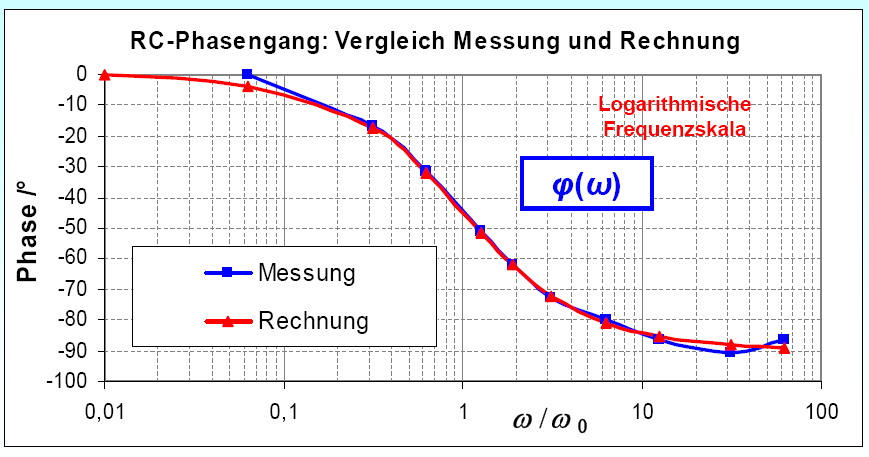 RC-Phasengang: Vergleich Messung und Rechnung
0
-10
-20
-30
-40
-50
-60
-70
-80
-90
-100
Phase /°
Logarithmische
Frequenzskala
φ(ω)
Messung
Rechnung
0,01
0,1
1
10
100
ω / ω 0